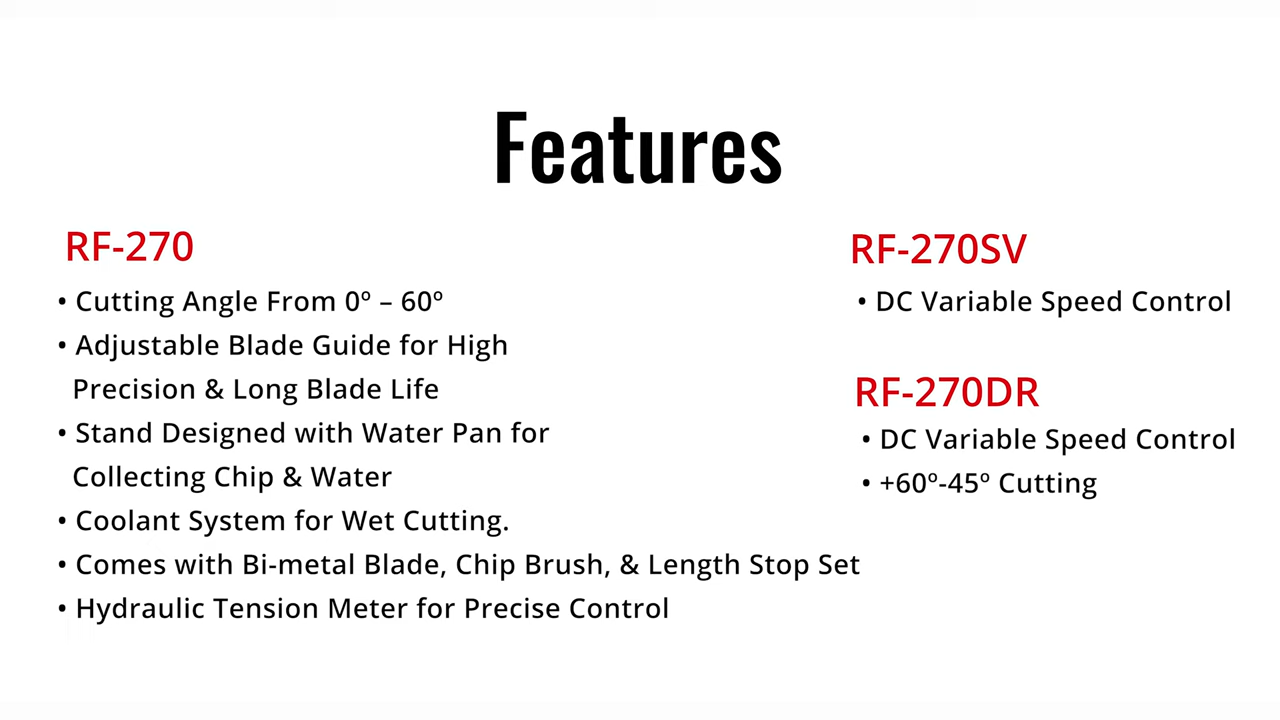 Features
RF-270
• Cutting Angle From 0º – 60º
• Adjustable Blade Guide for High
Precision & Long Blade Life
• Stand Designed with Water Pan for
Collecting Chip & Water
• Coolant System for Wet Cutting.
• Comes with Bi-metal Blade, Chip Brush, & Length Stop Set
• Hydraulic Tension Meter for Precise Control
RF-270SV
• DC Variable Speed Control
RF-270DR
• DC Variable Speed Control
• +60º-45º Cutting